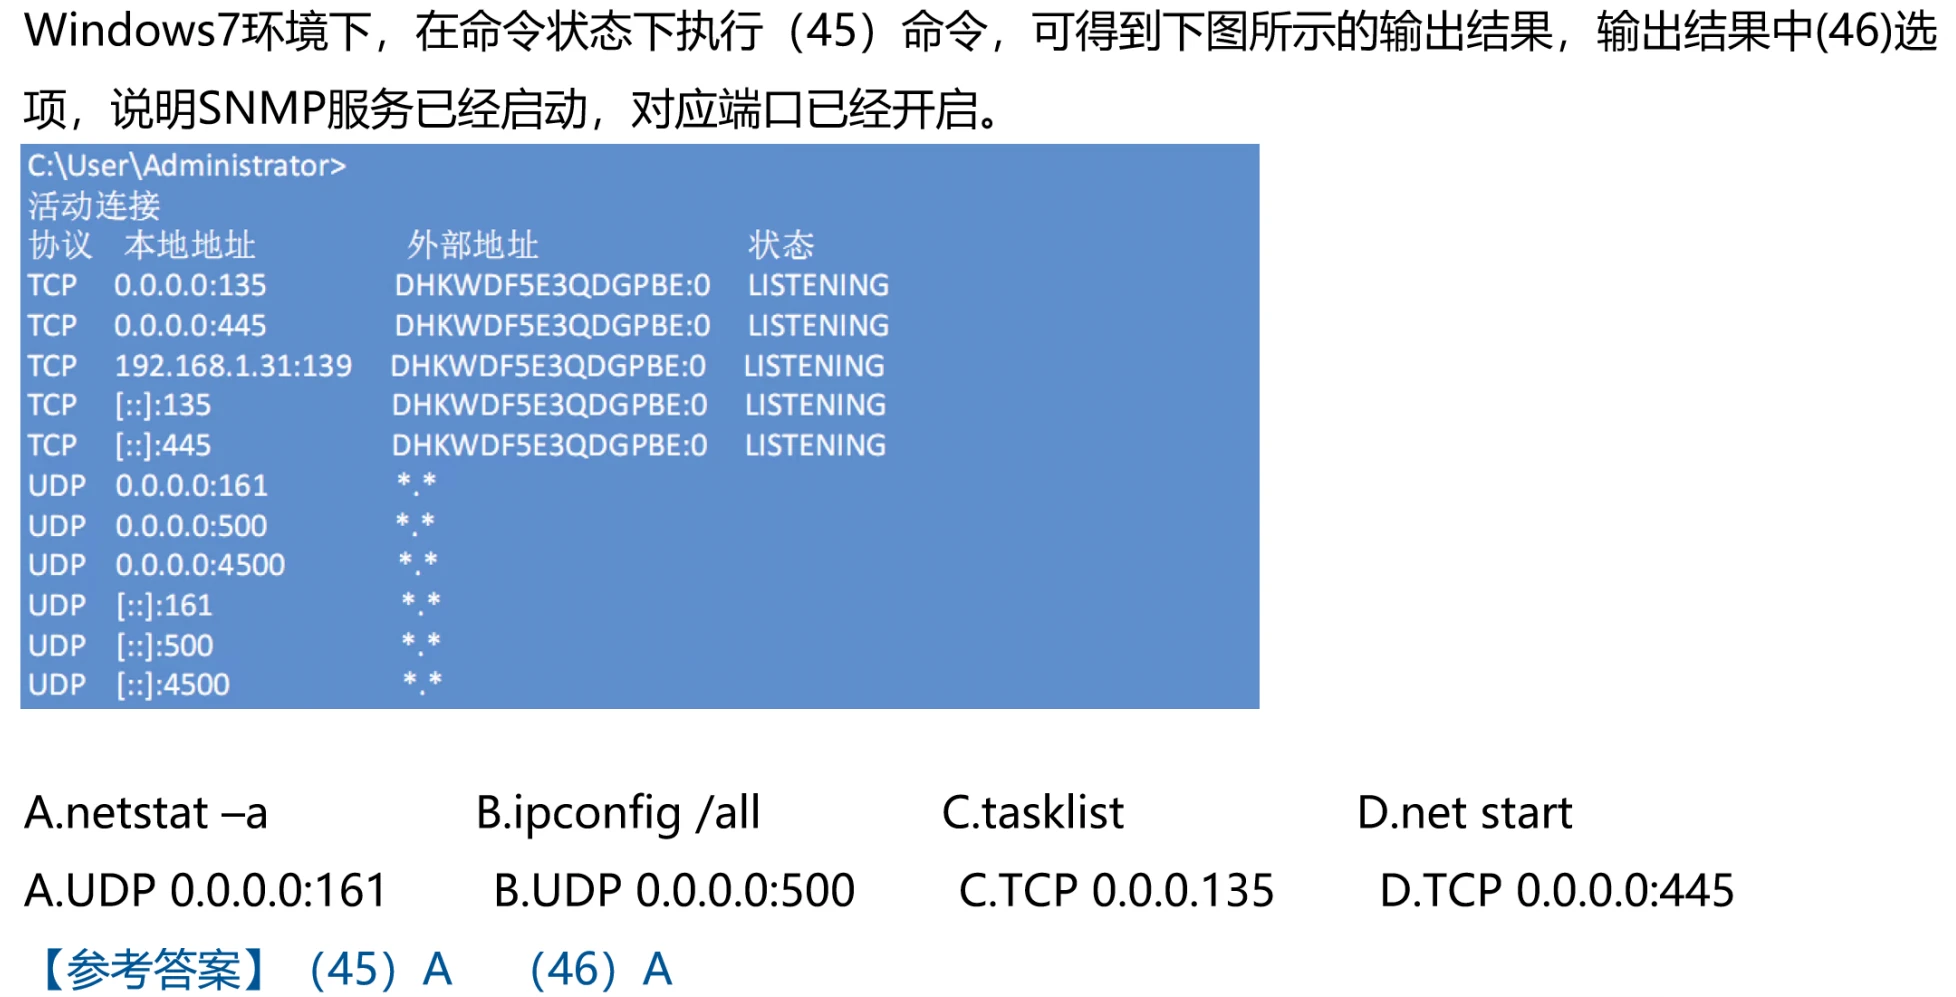 Windows7环境下，在命令状态下执行（45）命令，可得到下图所示的输出结果，输出结果中(46)选
项，说明SNMP服务已经启动，对应端口已经开启。
C:\User\Administrator>
活动连接
协议 本地地址 外部地址 状态
TCP 0.0.0.0:135 DHKWDF5E3QDGPBE:0 LISTENING
TCP 0.0.0.0:445 DHKWDF5E3QDGPBE:0 LISTENING
TCP 192.168.1.31:139 DHKWDF5E3QDGPBE:0 LISTENING
TCP [::]:135 DHKWDF5E3QDGPBE:0 LISTENING
TCP [::]:445 DHKWDF5E3QDGPBE:0 LISTENING
UDP 0.0.0.0:161 *.*
UDP 0.0.0.0:500 *.*
UDP 0.0.0.0:4500 *.*
UDP [::]:161 *.*
UDP [::]:500 *.*
UDP [::]:4500 *.*
A.netstat –a B.ipconfig /all C.tasklist D.net start
A.UDP 0.0.0.0:161 B.UDP 0.0.0.0:500 C.TCP 0.0.0.135 D.TCP 0.0.0.0:445
【参考答案】（45）A （46）A